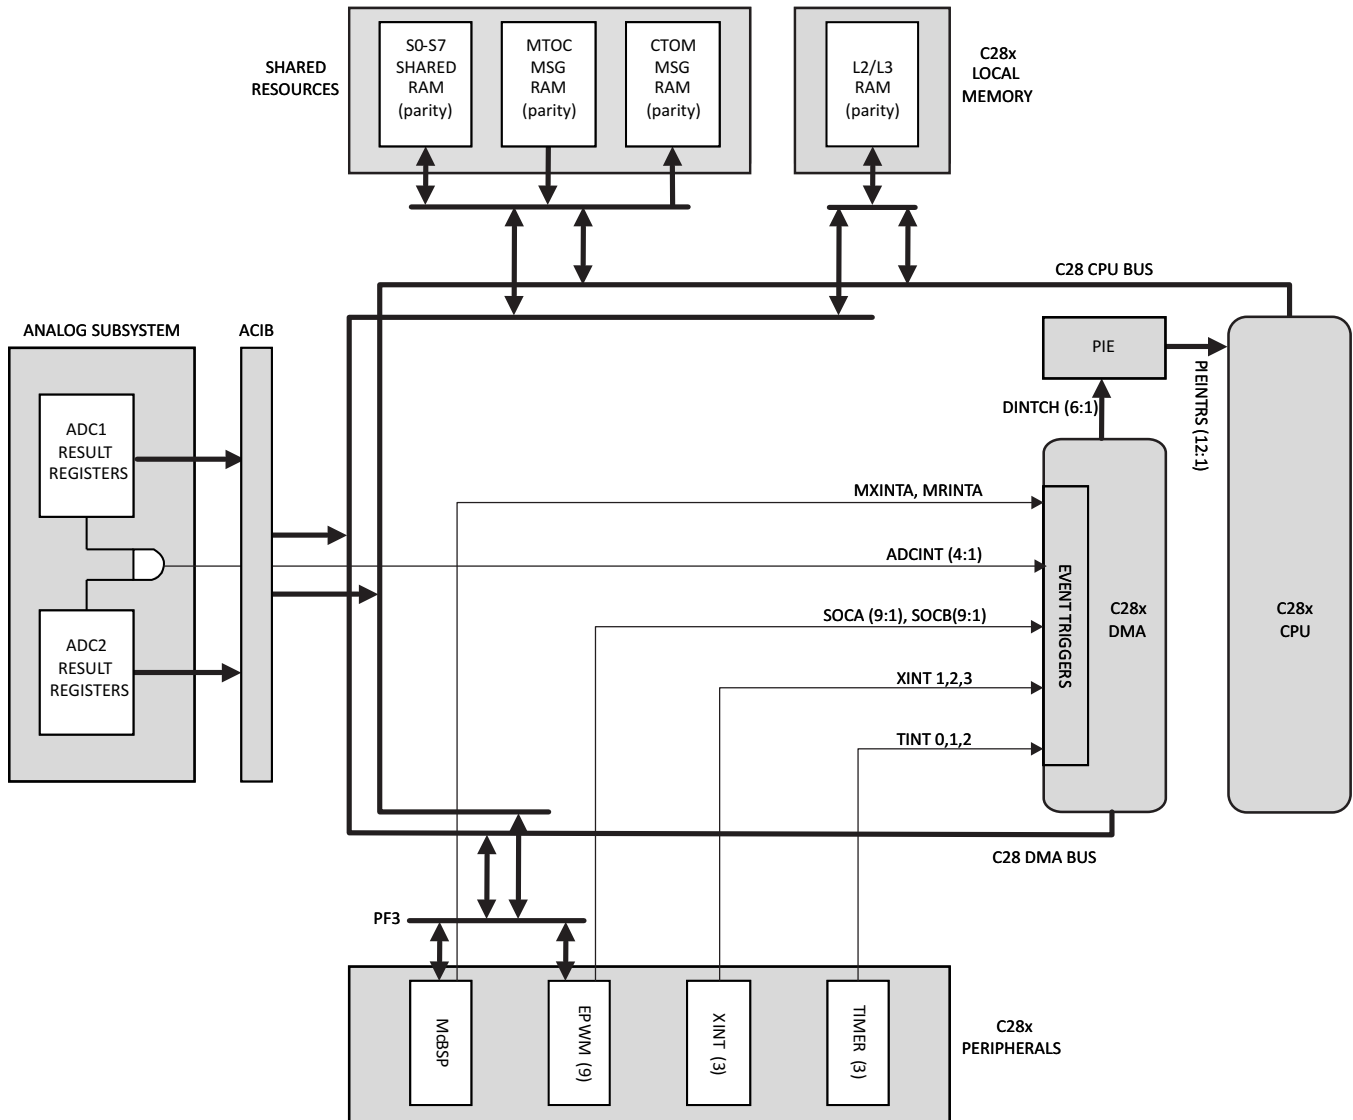 SHARED
RESOURCES
S0-S7
SHARED
RAM
(parity)
MTOC
MSG
RAM
(parity)
CTOM
MSG
RAM
(parity)
L2/L3
RAM
(parity)
C28x
LOCAL
MEMORY
C28 CPU BUS
ANALOG SUBSYSTEM
ACIB
PIE
PIEINTRS (12:1)
DINTCH (6:1)
ADC1
RESULT
REGISTERS
ADC2
RESULT
REGISTERS
MXINTA, MRINTA
ADCINT (4:1)
SOCA (9:1), SOCB(9:1)
XINT 1,2,3
TINT 0,1,2
EVENT TRIGGERS
C28x
DMA
C28x
CPU
C28 DMA BUS
PF3
McBSP
EPWM (9)
XINT (3)
TIMER (3)
C28x
PERIPHERALS